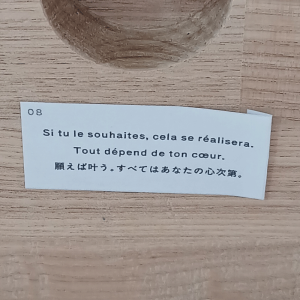 08
Si tu le souhaites, cela se réalisera.
Tout dépend de ton cœur.
願えば叶う。すべてはあなたの心次第。